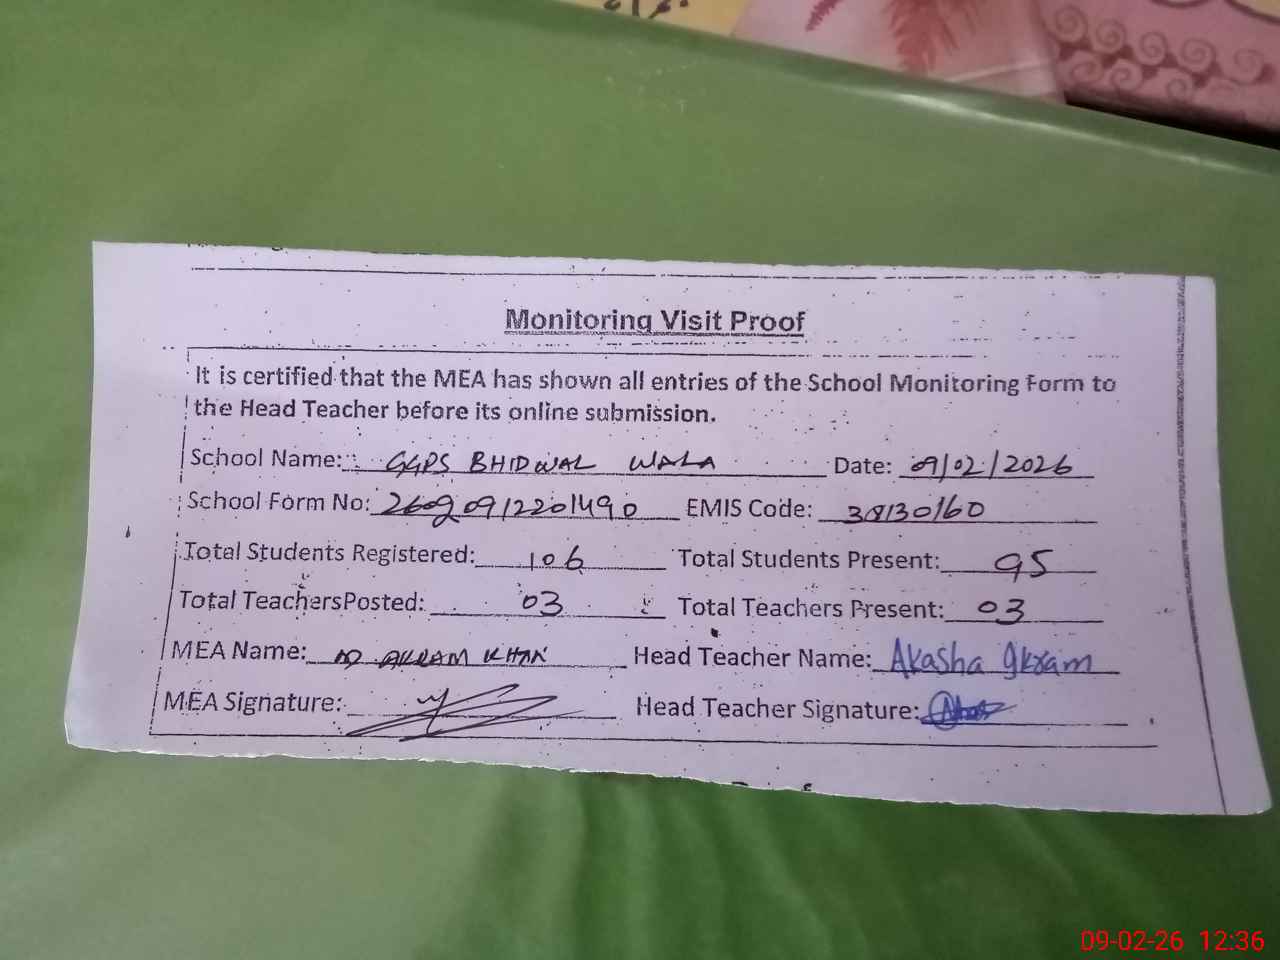 Monitoring Visit Proof
It is certified that the MEA has shown all entries of the School Monitoring Form to
the Head Teacher before its online submission.
School Name: GGPS BHIDWAL WALA Date: 09/02/2026
School Form No: EMIS Code: 38130160
Total Students Registered: 106 Total Students Present: 95
Total TeachersPosted: 03 Total Teachers Present: 03
MEA Name: M. AKRAM KHAN Head Teacher Name: Akasha Ikram
MEA Signature: Head Teacher Signature:
09-02-26 12:36